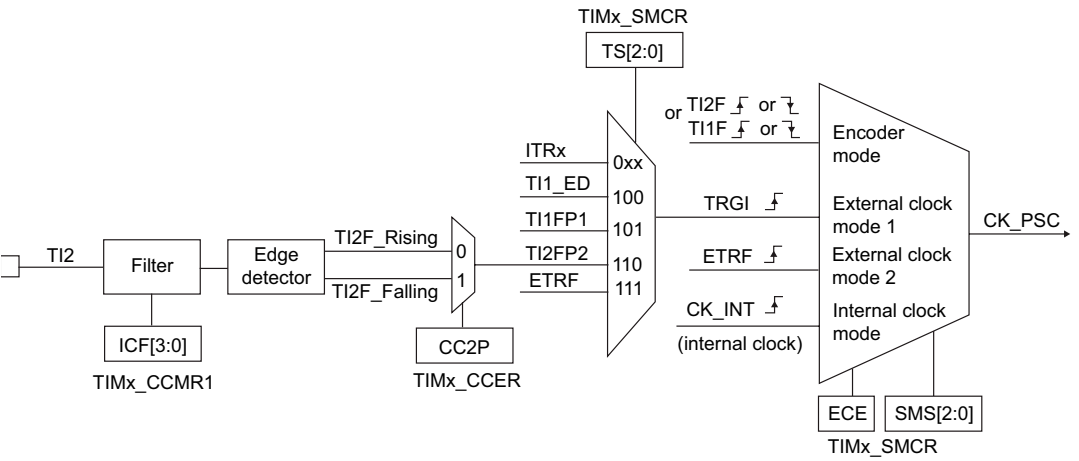 TIMx_SMCR
TS[2:0]
or TI2F or
TI1F or
Encoder
mode
ITRx
0xx
TI1_ED
100
TRGI
External clock
mode 1
TI1FP1
101
CK_PSC
TI2F_Rising
0
TI2FP2
110
ETRF
External clock
mode 2
TI2
Filter
Edge
detector
TI2F_Falling
1
ETRF
111
CK_INT
Internal clock
mode
(internal clock)
ICF[3:0]
TIMx_CCMR1
CC2P
TIMx_CCER
ECE
SMS[2:0]
TIMx_SMCR